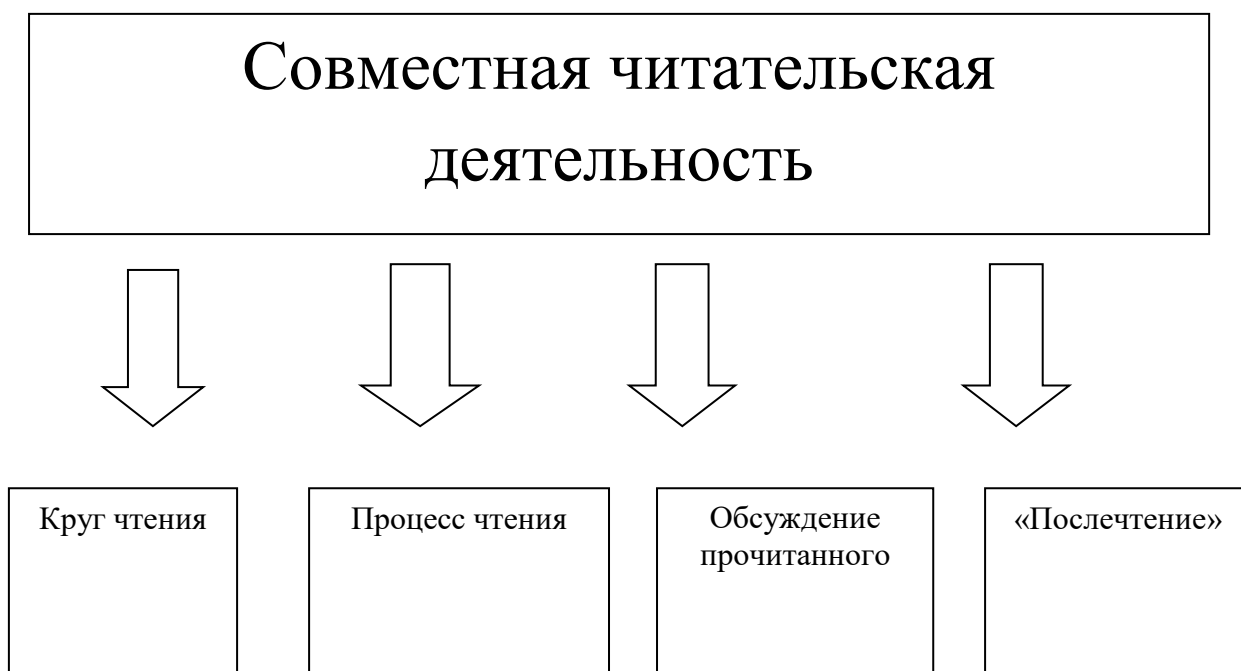 Совместная читательская
деятельность
Круг чтения
Процесс чтения
Обсуждение
прочитанного
«Послечтение»